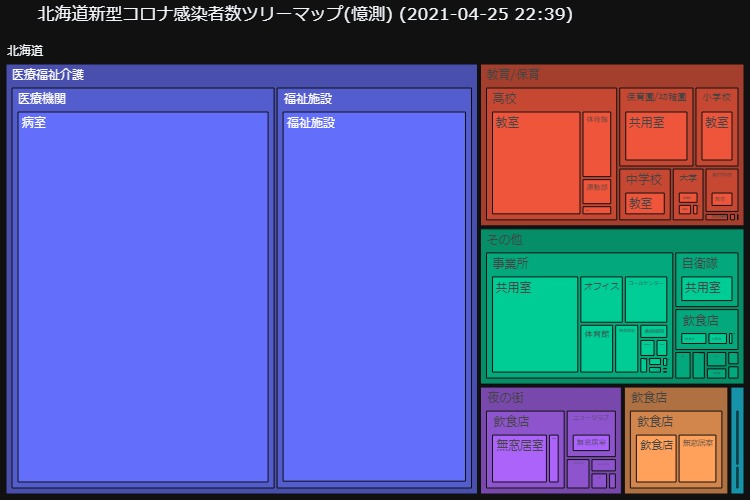 北海道新型コロナ感染者数ツリーマップ(憶測) (2021-04-25 22:39)
北海道
医療福祉介護
医療機関
病室
福祉施設
福祉施設
教育/保育
高校
教室
体育館
運動部
保育園/幼稚園
共用室
小学校
教室
中学校
教室
大学
その他
事業所
共用室
オフィス
コールセンター
体育館
自衛隊
共用室
飲食店
夜の街
飲食店
無窓居室
ニュークラブ
無窓居室
飲食店
飲食店
飲食店
無窓居室